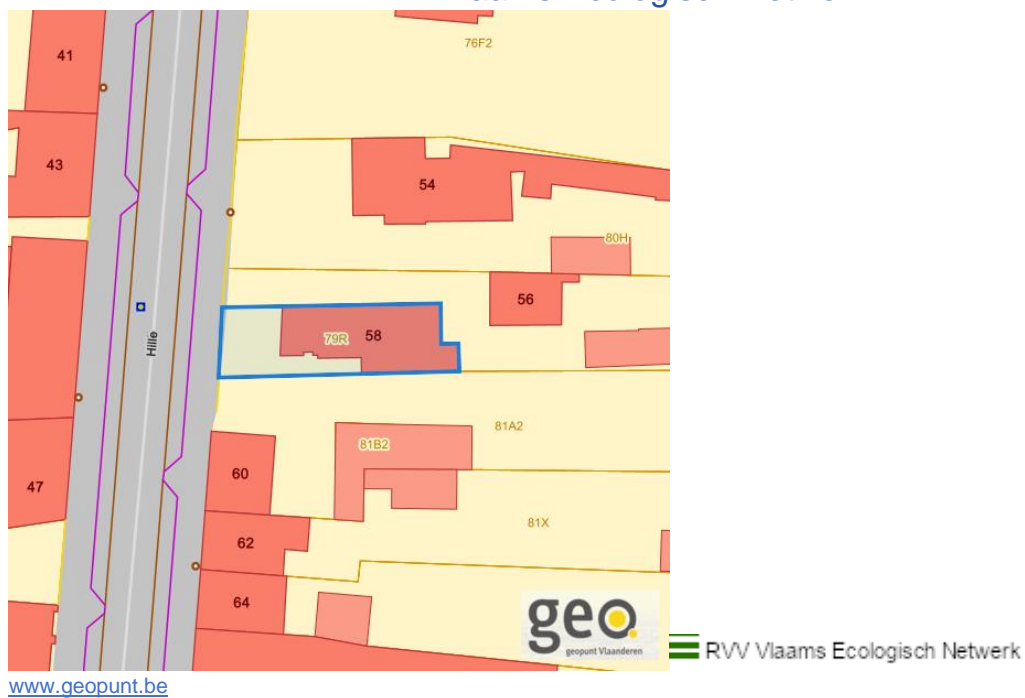 76F2
41
43
54
80H
56
Hille
79R
58
81A2
81B2
60
47
81X
62
64
geo.
geopunt Vlaanderen
RVV Vlaams Ecologisch Netwerk
www.geopunt.be